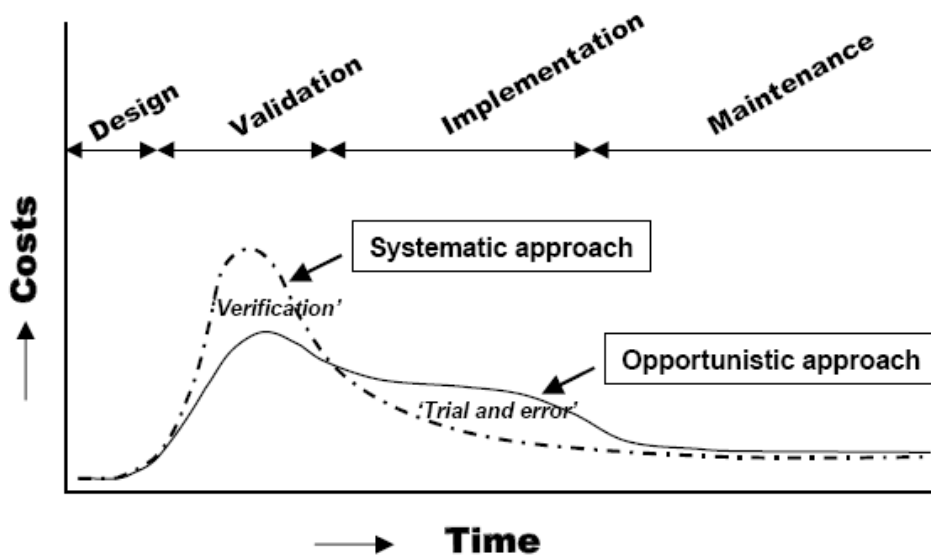 Design
Validation
Implementation
Maintenance
Costs
Systematic approach
'Verification'
Opportunistic approach
'Trial and error'
Time